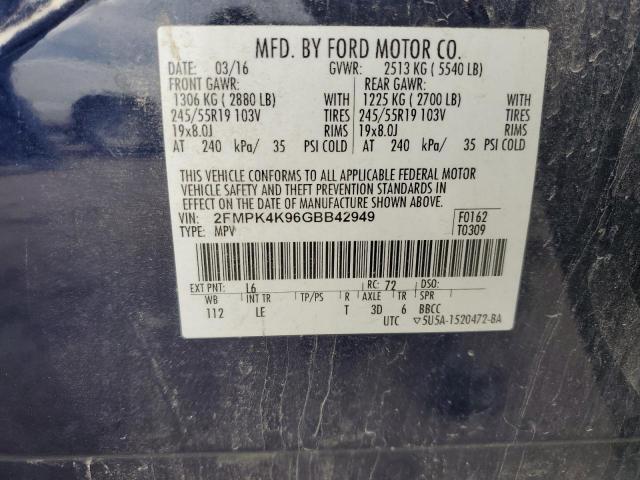 MFD. BY FORD MOTOR CO.
DATE: 03/16 GVWR: 2513 KG ( 5540 LB)
FRONT GAWR: REAR GAWR:
1306 KG ( 2880 LB) WITH 1225 KG ( 2700 LB) WITH
245/55R19 103V TIRES 245/55R19 103V TIRES
19x8.0J RIMS 19x8.0J RIMS
AT 240 kPa/ 35 PSI COLD AT 240 kPa/ 35 PSI COLD
THIS VEHICLE CONFORMS TO ALL APPLICABLE FEDERAL MOTOR
VEHICLE SAFETY AND THEFT PREVENTION STANDARDS IN
EFFECT ON THE DATE OF MANUFACTURE SHOWN ABOVE.
VIN: 2FMPK4K96GBB42949 F0162
TYPE: MPV T0309
EXT PNT: L6 RC: 72 DSO:
WB INT TR TP/PS R AXLE TR SPR
112 LE T 3D 6 BBCC
UTC ▽5U5A-1520472-BA